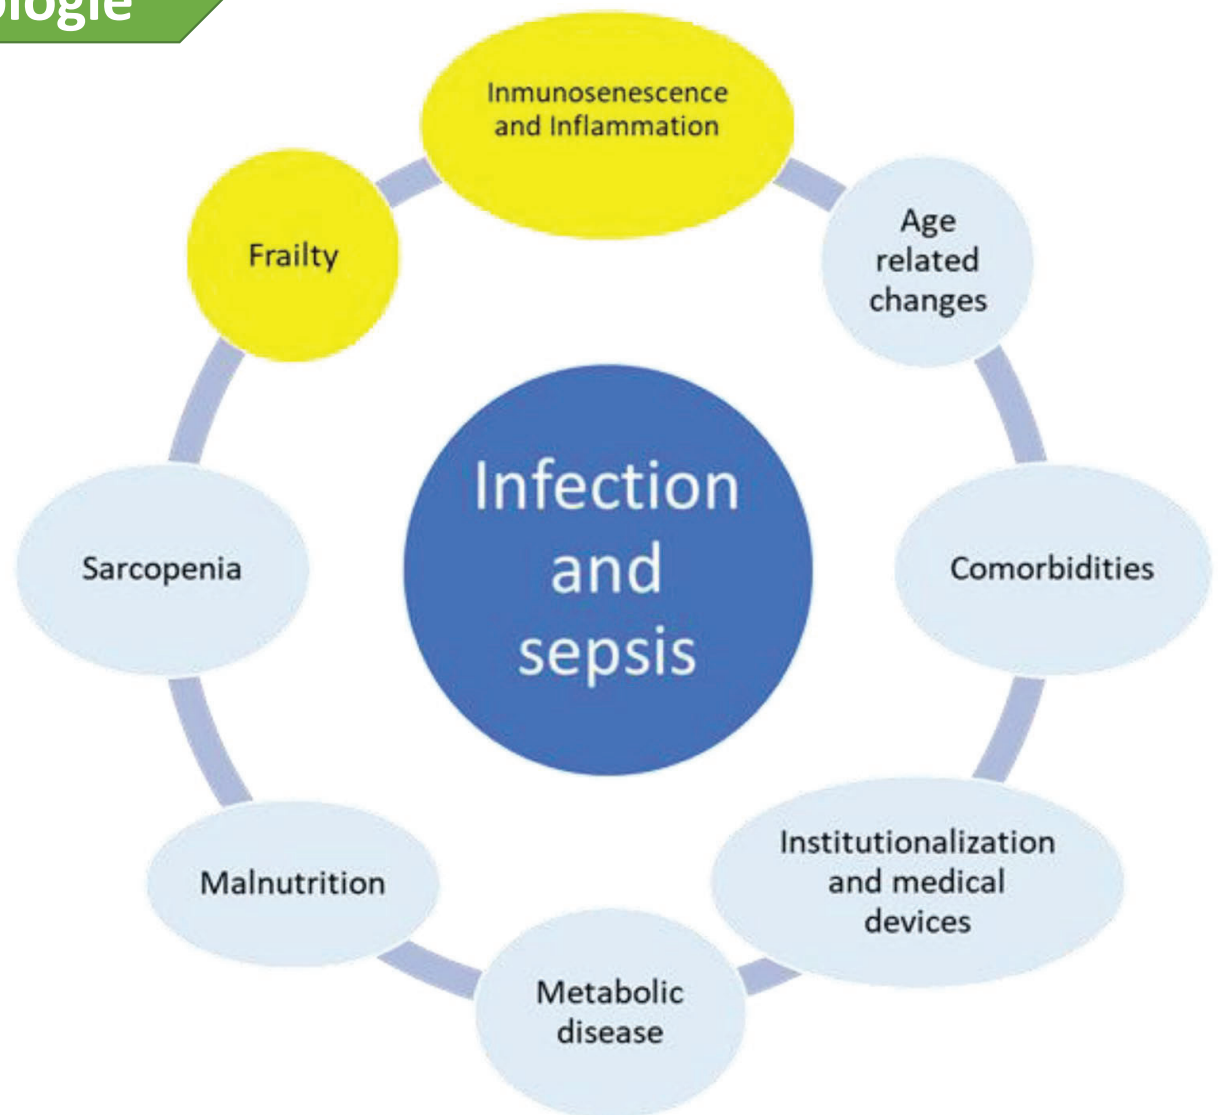 ologie
Inmunosenescence
and Inflammation
Age
related
changes
Frailty
Infection
and
sepsis
Sarcopenia
Comorbidities
Institutionalization
and medical
devices
Malnutrition
Metabolic
disease